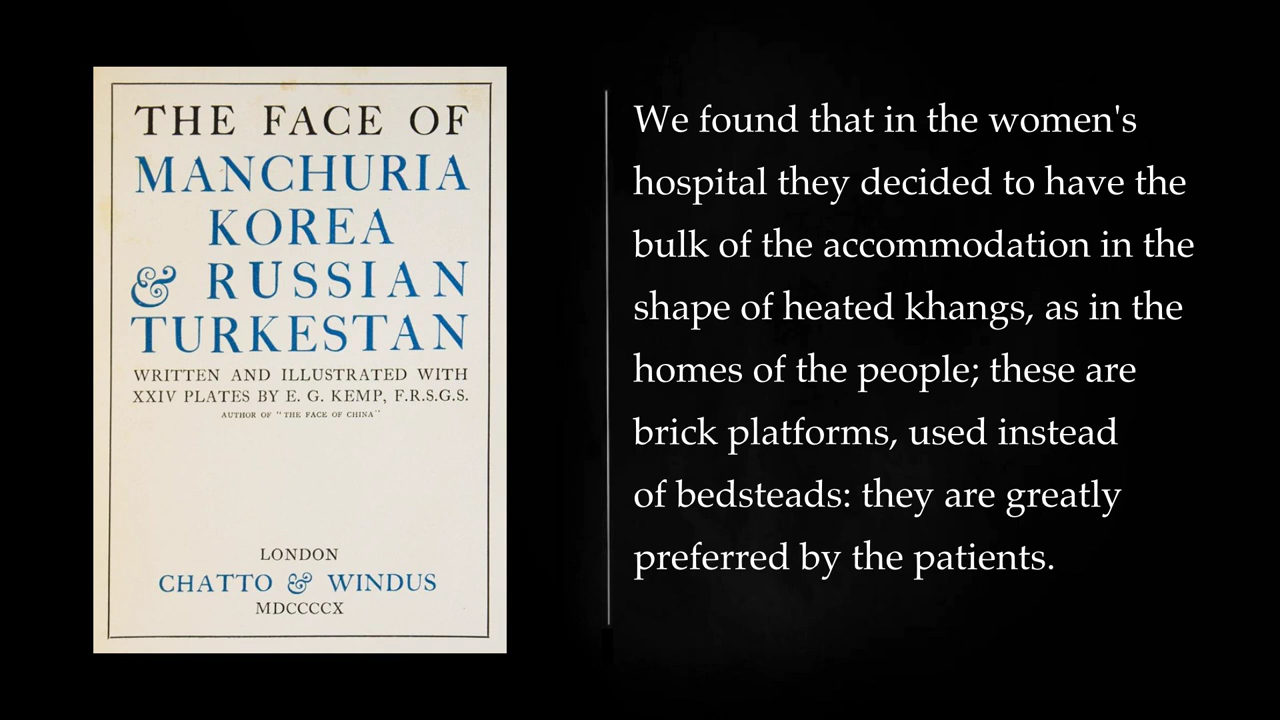 THE FACE OF
MANCHURIA
KOREA
& RUSSIAN
TURKESTAN
WRITTEN AND ILLUSTRATED WITH
XXIV PLATES BY E. G. KEMP, F.R.S.G.S.
AUTHOR OF "THE FACE OF CHINA"
LONDON
CHATTO & WINDUS
MDCCCCX
We found that in the women's
hospital they decided to have the
bulk of the accommodation in the
shape of heated khangs, as in the
homes of the people; these are
brick platforms, used instead
of bedsteads: they are greatly
preferred by the patients.